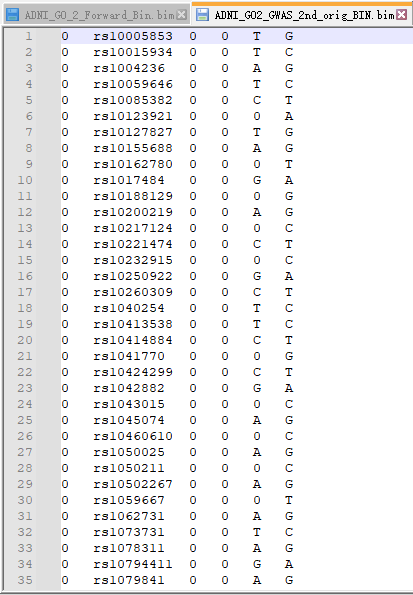 ADNI_GO_2_Forward_Bin.bim ADNI_GO2_GWAS_2nd_orig_BIN.bim
1 0 rs10005853 0 0 T G
2 0 rs10015934 0 0 T C
3 0 rs1004236 0 0 A G
4 0 rs10059646 0 0 T C
5 0 rs10085382 0 0 C T
6 0 rs10123921 0 0 0 A
7 0 rs10127827 0 0 T G
8 0 rs10155688 0 0 A G
9 0 rs10162780 0 0 0 T
10 0 rs1017484 0 0 G A
11 0 rs10188129 0 0 0 G
12 0 rs10200219 0 0 A G
13 0 rs10217124 0 0 0 C
14 0 rs10221474 0 0 C T
15 0 rs10232915 0 0 0 C
16 0 rs10250922 0 0 G A
17 0 rs10260309 0 0 C T
18 0 rs1040254 0 0 T C
19 0 rs10413538 0 0 T C
20 0 rs10414884 0 0 C T
21 0 rs1041770 0 0 0 G
22 0 rs10424299 0 0 C T
23 0 rs1042882 0 0 G A
24 0 rs1043015 0 0 0 C
25 0 rs1045074 0 0 A G
26 0 rs10460610 0 0 0 C
27 0 rs1050025 0 0 A G
28 0 rs1050211 0 0 0 C
29 0 rs10502267 0 0 A G
30 0 rs1059667 0 0 0 T
31 0 rs1062731 0 0 A G
32 0 rs1073731 0 0 T C
33 0 rs1078311 0 0 A G
34 0 rs10794411 0 0 G A
35 0 rs1079841 0 0 A G